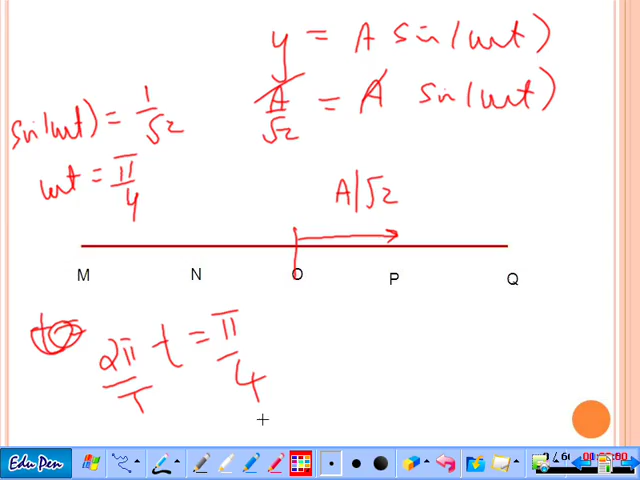 y = A sin(ωt)
A/√2 = A sin(ωt)
sin(ωt) = 1/√2
ωt = π/4
A/√2
M N O P Q
2π/T t = π/4
Edu Pen